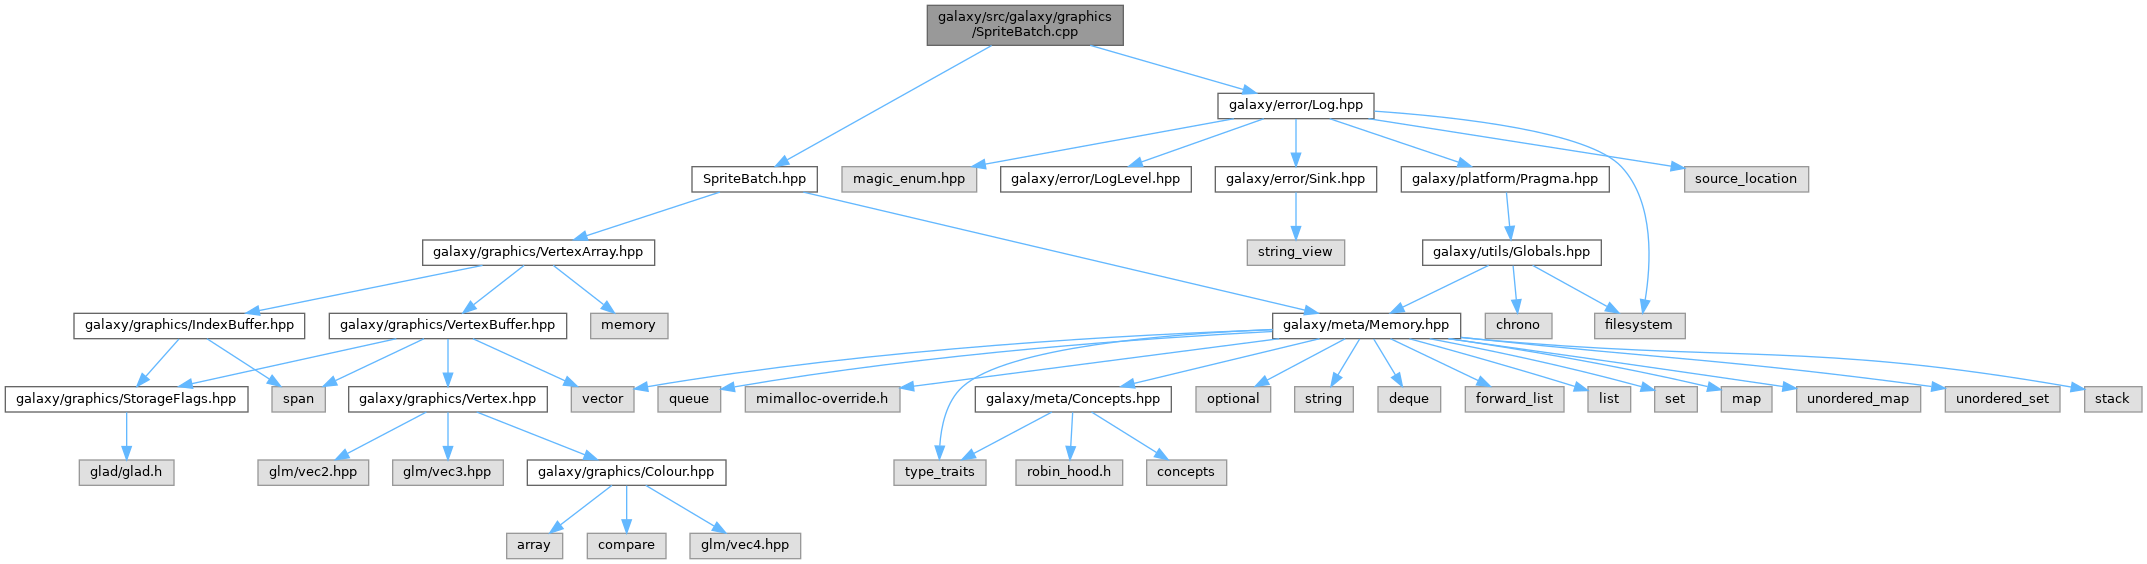 galaxy/src/galaxy/graphics
/SpriteBatch.cpp
galaxy/error/Log.hpp
SpriteBatch.hpp
magic_enum.hpp
galaxy/error/LogLevel.hpp
galaxy/error/Sink.hpp
galaxy/platform/Pragma.hpp
source_location
galaxy/graphics/VertexArray.hpp
string_view
galaxy/utils/Globals.hpp
galaxy/graphics/IndexBuffer.hpp
galaxy/graphics/VertexBuffer.hpp
memory
galaxy/meta/Memory.hpp
chrono
filesystem
galaxy/graphics/StorageFlags.hpp
span
galaxy/graphics/Vertex.hpp
vector
queue
mimalloc-override.h
galaxy/meta/Concepts.hpp
optional
string
deque
forward_list
list
set
map
unordered_map
unordered_set
stack
glad/glad.h
glm/vec2.hpp
glm/vec3.hpp
galaxy/graphics/Colour.hpp
type_traits
robin_hood.h
concepts
array
compare
glm/vec4.hpp